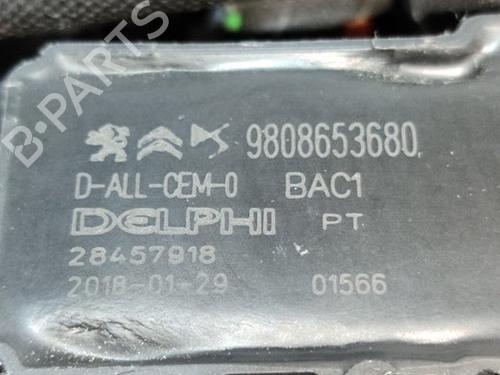 9808653680
D-ALL-CEM-0 BAC1
DELPHI PT
28457918
2018-01-29 01566
B-PARTS